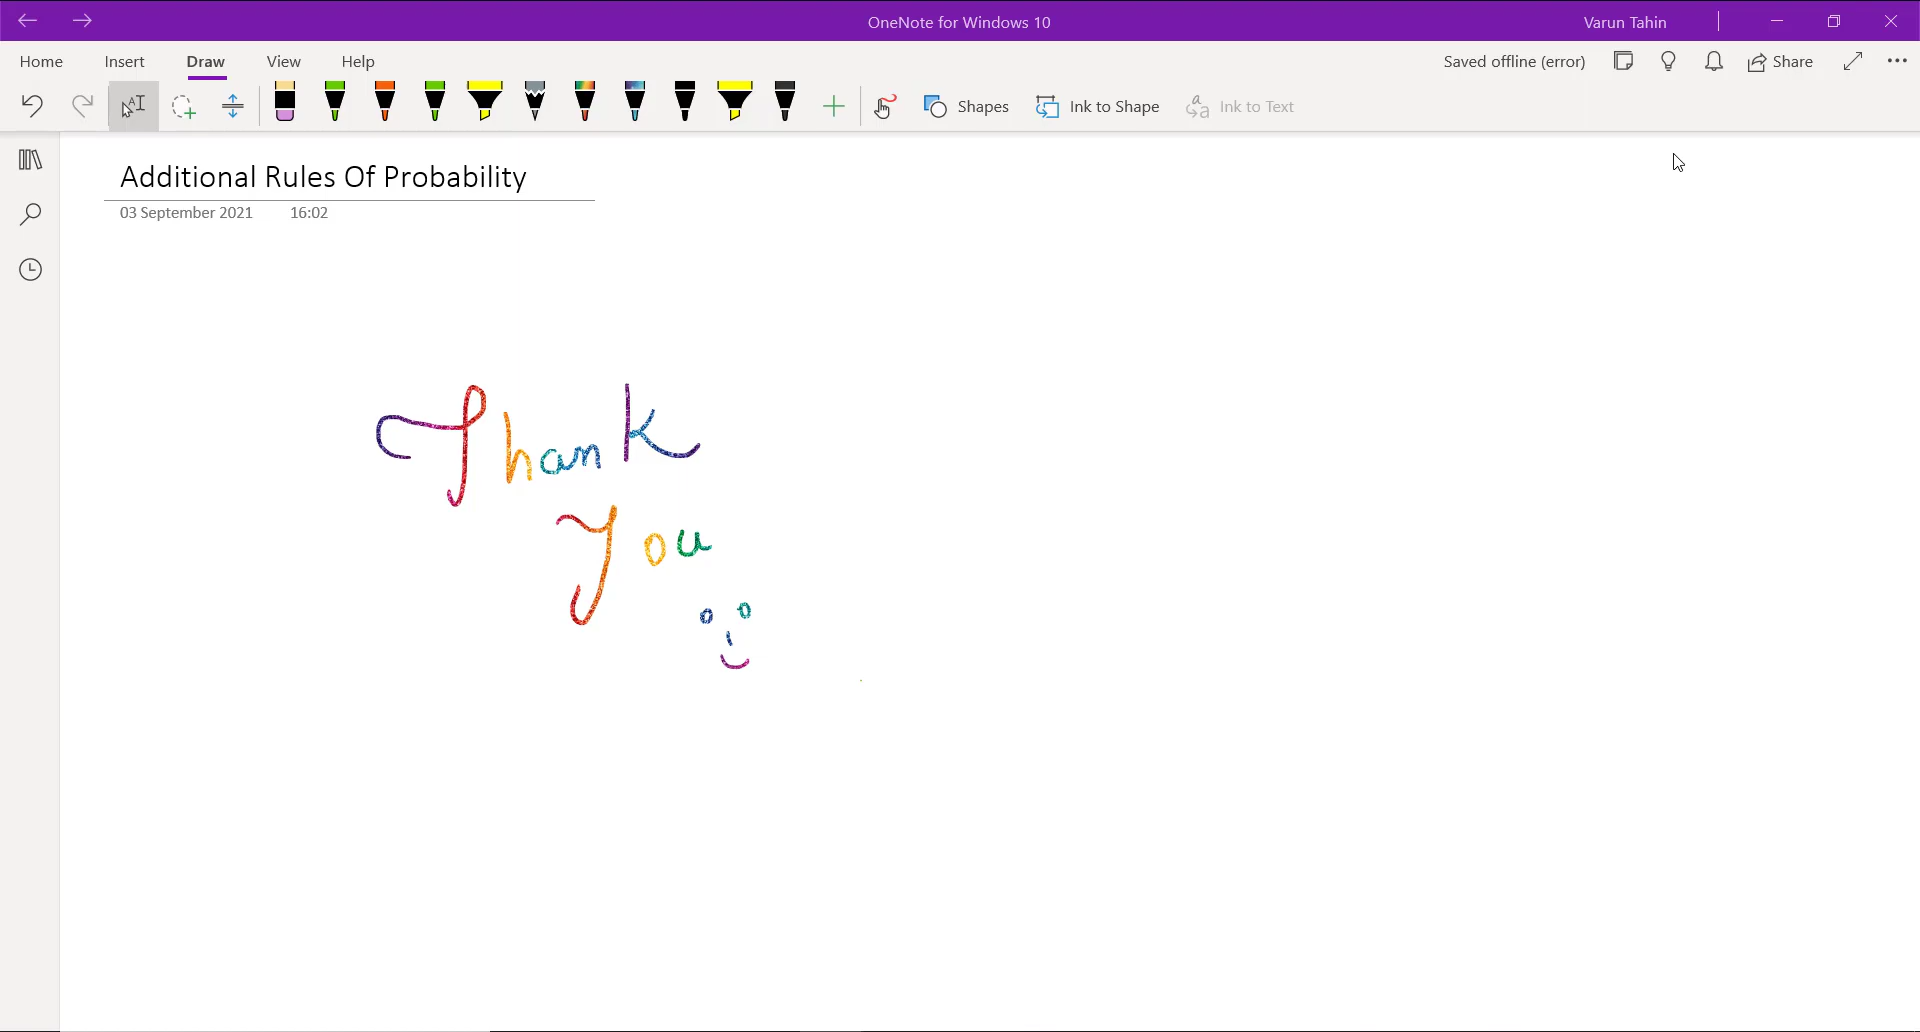 OneNote for Windows 10 Varun Tahin
Home Insert Draw View Help Saved offline (error) Share
Shapes Ink to Shape Ink to Text
Additional Rules Of Probability
03 September 2021 16:02
Thank
You